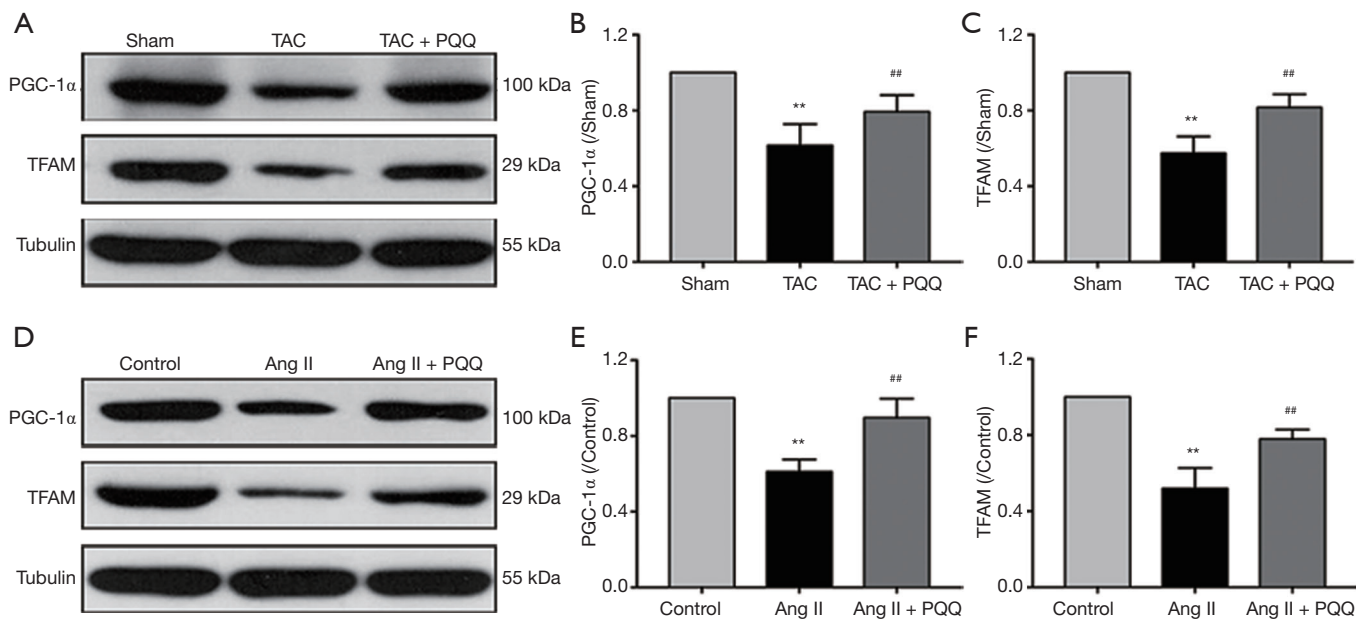 A
Sham TAC TAC + PQQ
PGC-1α 100 kDa
TFAM 29 kDa
Tubulin 55 kDa
B
1.2
0.8
0.4
0.0
PGC-1α (/Sham)
**
##
Sham TAC TAC + PQQ
C
1.2
0.8
0.4
0.0
TFAM (/Sham)
**
##
Sham TAC TAC + PQQ
D
Control Ang II Ang II + PQQ
PGC-1α 100 kDa
TFAM 29 kDa
Tubulin 55 kDa
E
1.2
0.8
0.4
0.0
PGC-1α (/Control)
**
##
Control Ang II Ang II + PQQ
F
1.2
0.8
0.4
0.0
TFAM (/Control)
**
##
Control Ang II Ang II + PQQ